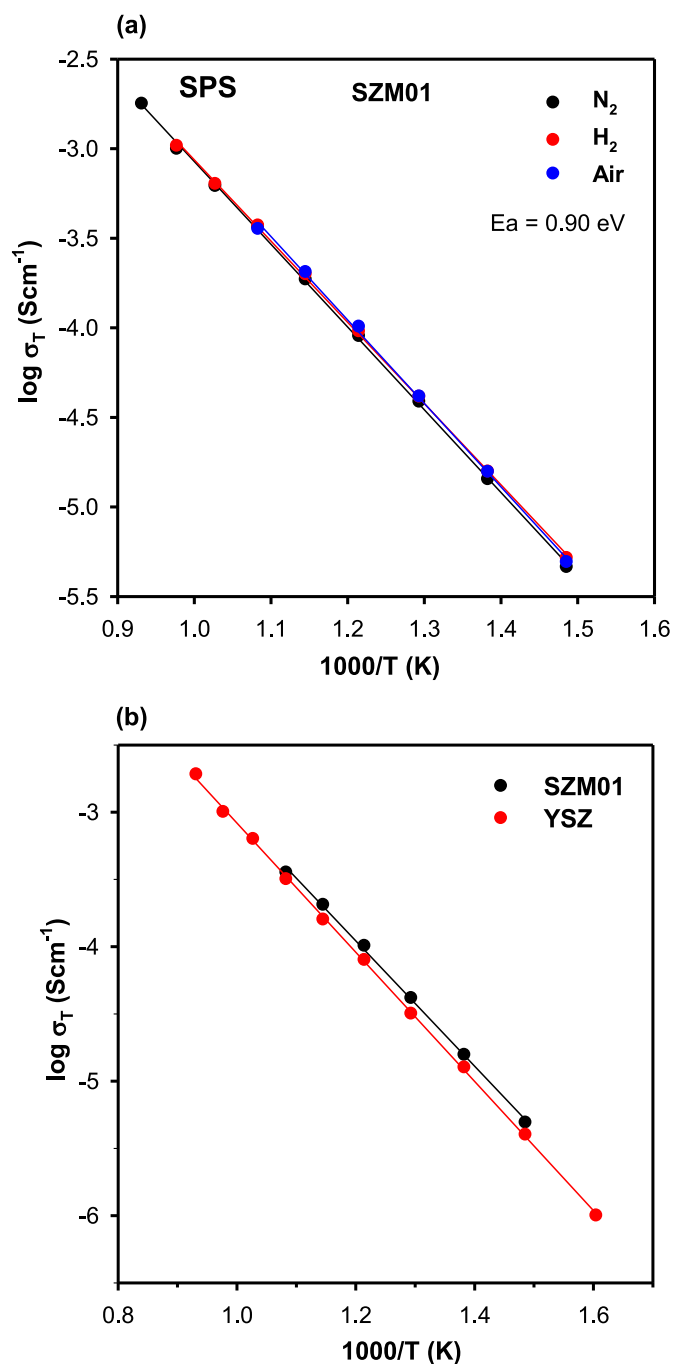 (a)
-2.5
SPS SZM01
N₂
H₂
Air
Ea = 0.90 eV
-3.0
-3.5
-4.0
-4.5
-5.0
-5.5
log σ_T (Scm⁻¹)
0.9 1.0 1.1 1.2 1.3 1.4 1.5 1.6
1000/T (K)
(b)
SZM01
YSZ
-3
-4
-5
-6
log σ_T (Scm⁻¹)
0.8 1.0 1.2 1.4 1.6
1000/T (K)